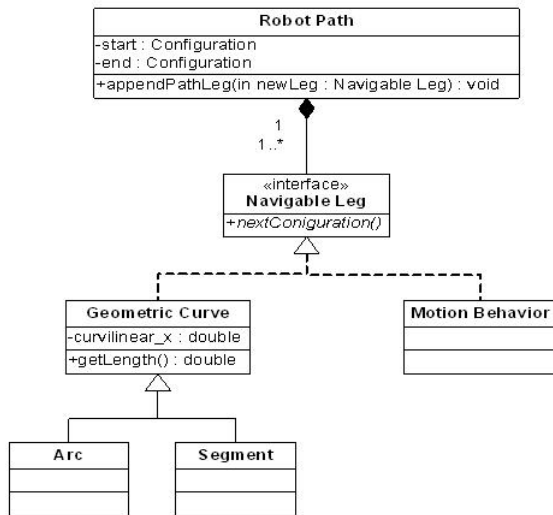 Robot Path
-start : Configuration
-end : Configuration
+appendPathLeg(in newLeg : Navigable Leg) : void
1
1..*
«interface»
Navigable Leg
+nextConiguration()
Geometric Curve
-curvilinear_x : double
+getLength() : double
Motion Behavior
Arc
Segment